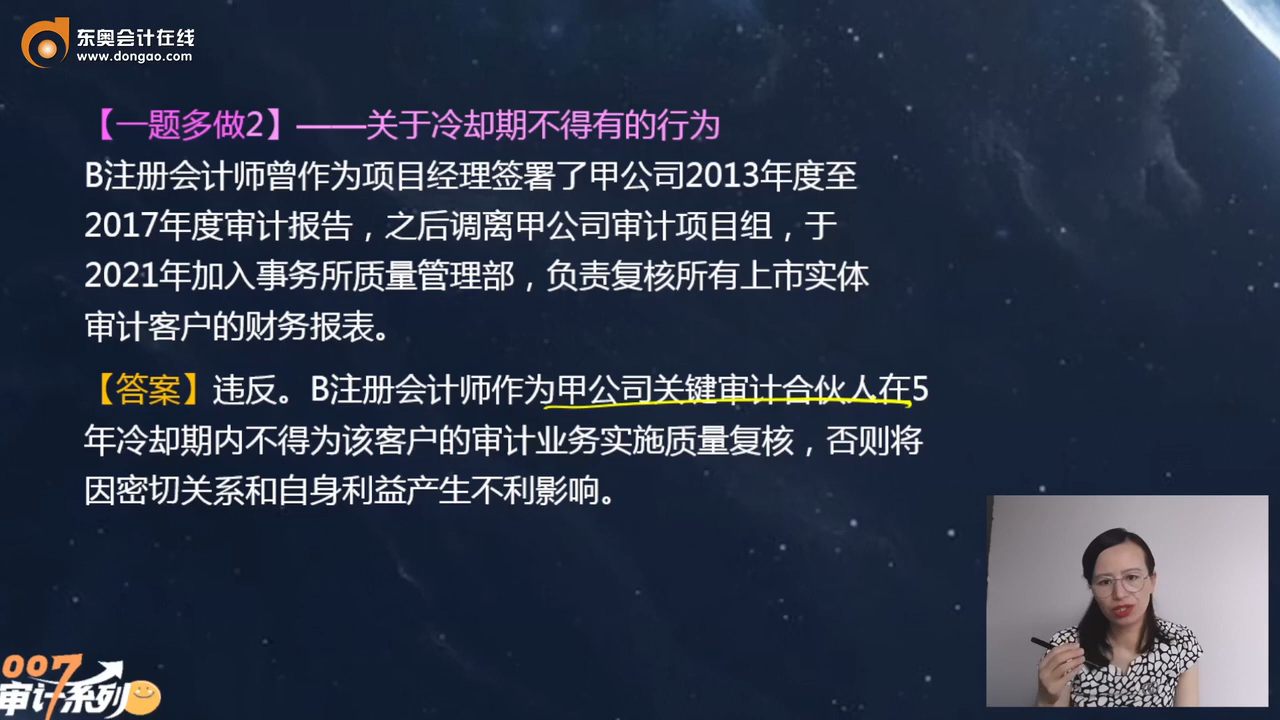 东奥会计在线
www.dongao.com
【一题多做2】——关于冷却期不得有的行为
B注册会计师曾作为项目经理签署了甲公司2013年度至
2017年度审计报告，之后调离甲公司审计项目组，于
2021年加入事务所质量管理部，负责复核所有上市实体
审计客户的财务报表。
【答案】违反。B注册会计师作为甲公司关键审计合伙人在5
年冷却期内不得为该客户的审计业务实施质量复核，否则将
因密切关系和自身利益产生不利影响。
007
审计系列